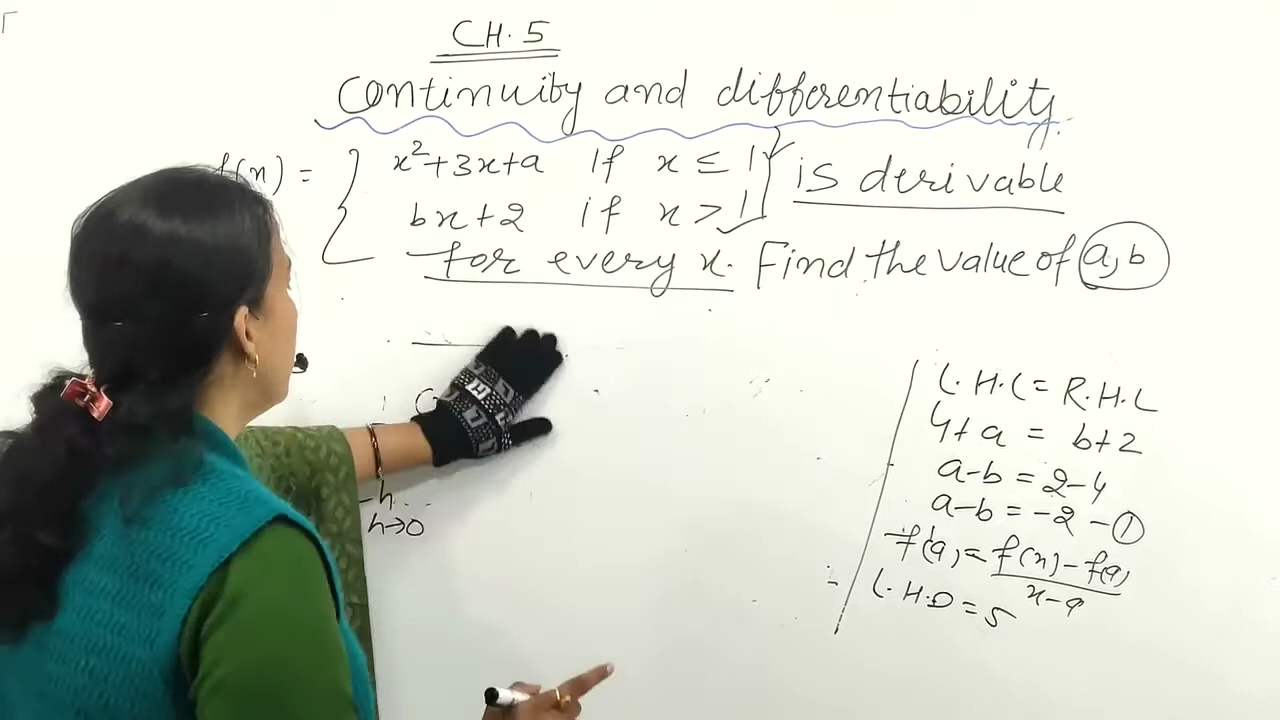 CH. 5
Continuity and differentiability
f(x) = { x²+3x+a If x ≤ 1 } is derivable
bx+2 if x > 1
for every x. Find the value of a, b
L.H.L = R.H.L
4+a = b+2
a-b = 2-4
a-b = -2 -①
f'(a) = f(x) - f(a)
x-a
L.H.D = 5
-h
h→0